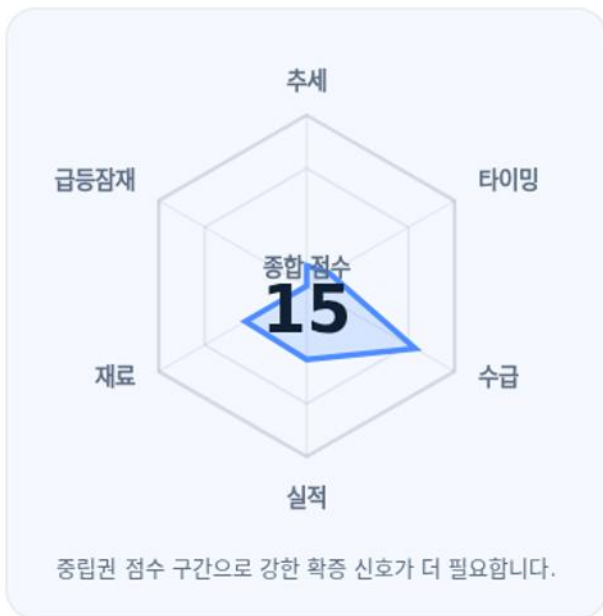 추세
급등잠재
타이밍
종합 점수
15
재료
수급
실적
중립권 점수 구간으로 강한 확증 신호가 더 필요합니다.